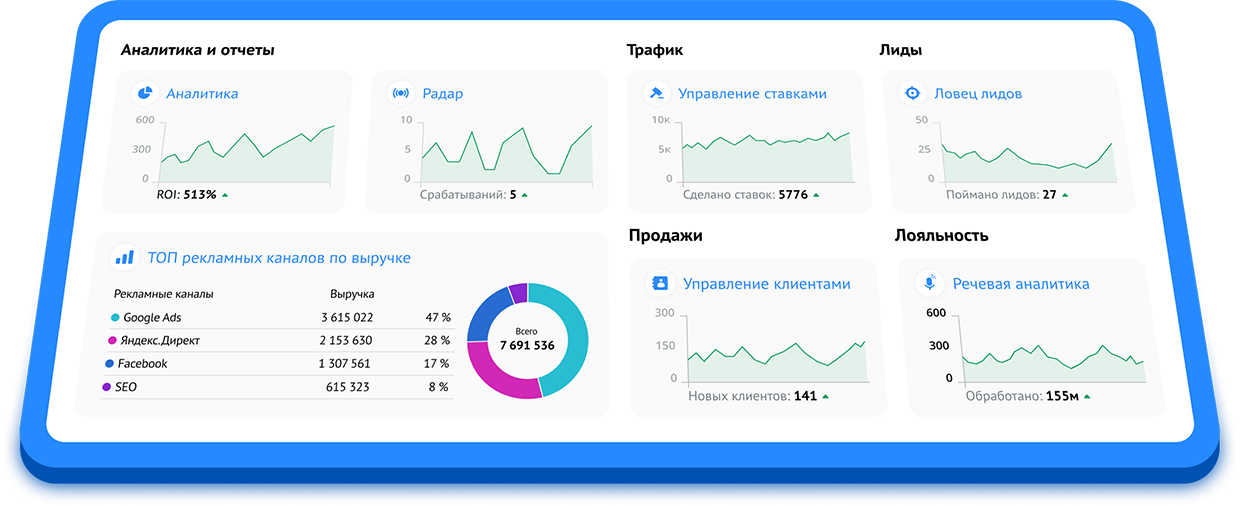 Аналитика и отчеты
Аналитика
600
300
0
ROI: 513%
Радар
10
5
0
Срабатываний: 5
Трафик
Управление ставками
10к
5к
0
Сделано ставок: 5776
Лиды
Ловец лидов
50
25
0
Поймано лидов: 27
ТОП рекламных каналов по выручке
Рекламные каналы Выручка
Google Ads 3 615 022 47 %
Яндекс.Директ 2 153 630 28 %
Facebook 1 307 561 17 %
SEO 615 323 8 %
Всего
7 691 536
Продажи
Управление клиентами
300
150
0
Новых клиентов: 141
Лояльность
Речевая аналитика
600
300
0
Обработано: 155м